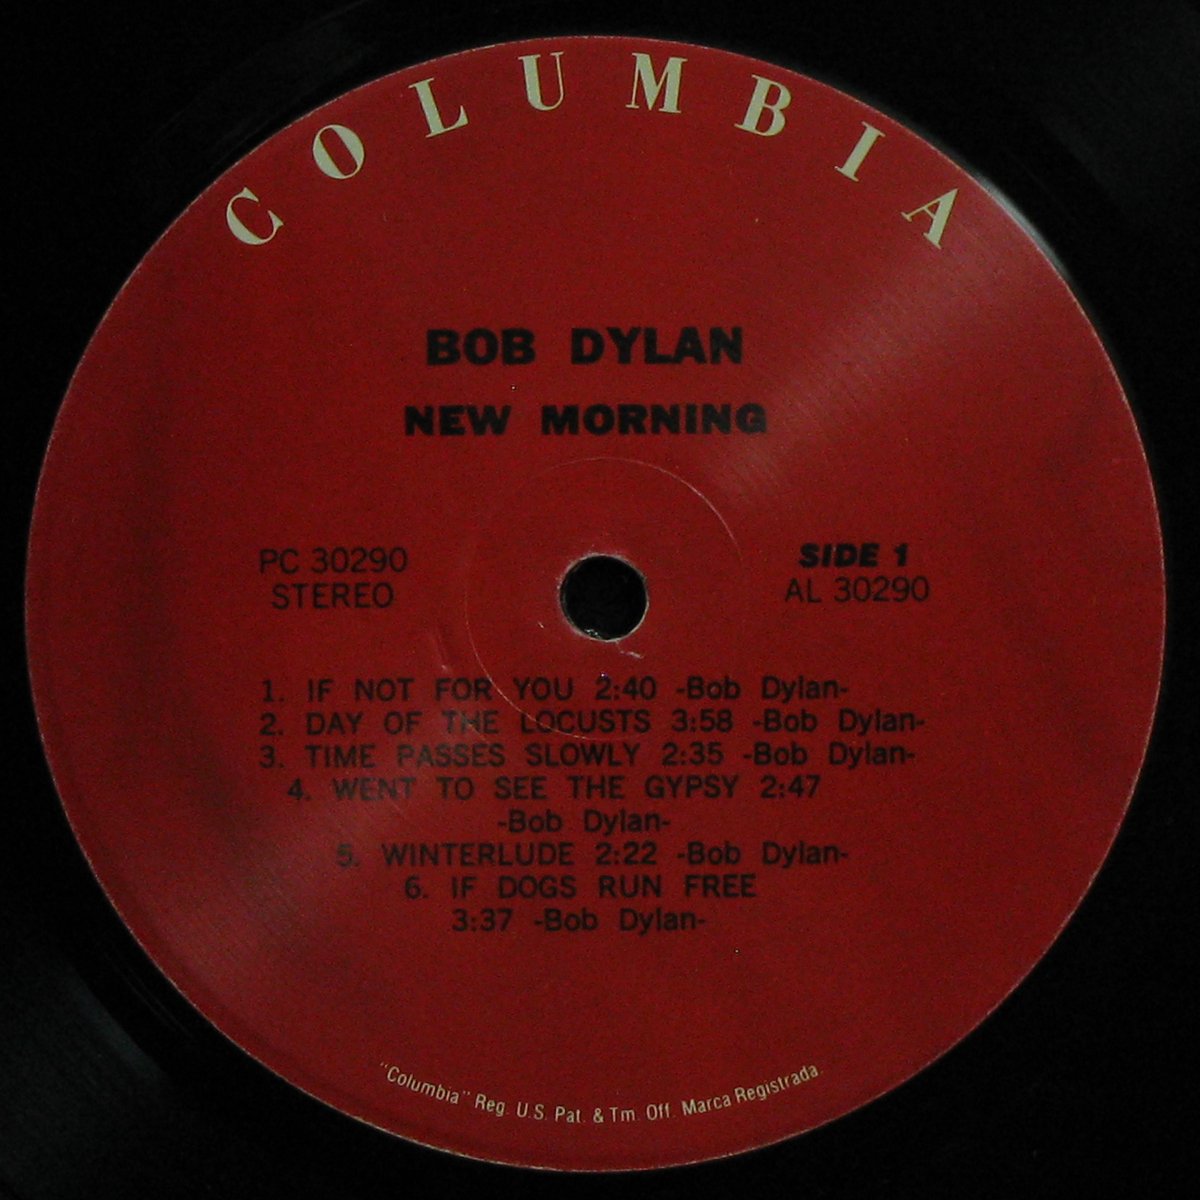 COLUMBIA
BOB DYLAN
NEW MORNING
PC 30290
STEREO
SIDE 1
AL 30290
1. IF NOT FOR YOU 2:40 -Bob Dylan-
2. DAY OF THE LOCUSTS 3:58 -Bob Dylan-
3. TIME PASSES SLOWLY 2:35 -Bob Dylan-
4. WENT TO SEE THE GYPSY 2:47
-Bob Dylan-
5. WINTERLUDE 2:22 -Bob Dylan-
6. IF DOGS RUN FREE
3:37 -Bob Dylan-
"Columbia" Reg. U.S. Pat. & Tm. Off. Marca Registrada.